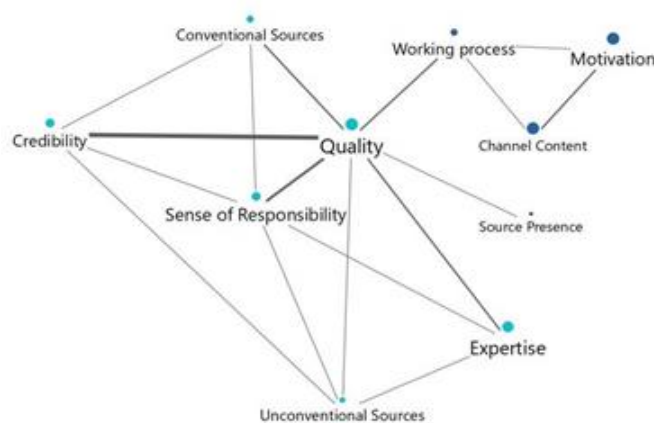 Conventional Sources
Working process
Motivation
Credibility
Quality
Channel Content
Sense of Responsibility
Source Presence
Expertise
Unconventional Sources